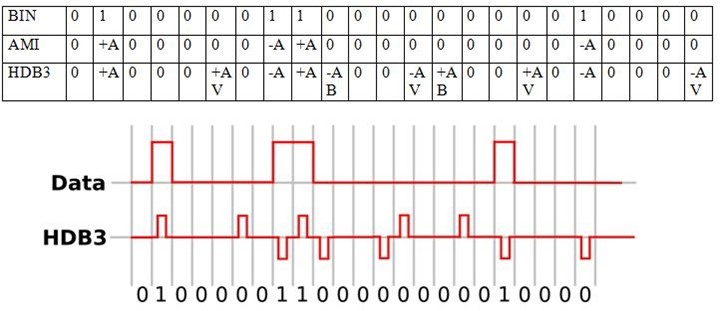 BIN 0 1 0 0 0 0 0 1 1 0 0 0 0 0 0 0 0 0 1 0 0 0 0
AMI 0 +A 0 0 0 0 0 -A +A 0 0 0 0 0 0 0 0 0 -A 0 0 0 0
HDB3 0 +A 0 0 0 +A 0 -A +A -A 0 0 -A +A 0 0 +A 0 -A 0 0 0 -A
V B V B V V
Data
HDB3
0 1 0 0 0 0 0 1 1 0 0 0 0 0 0 0 0 0 1 0 0 0 0